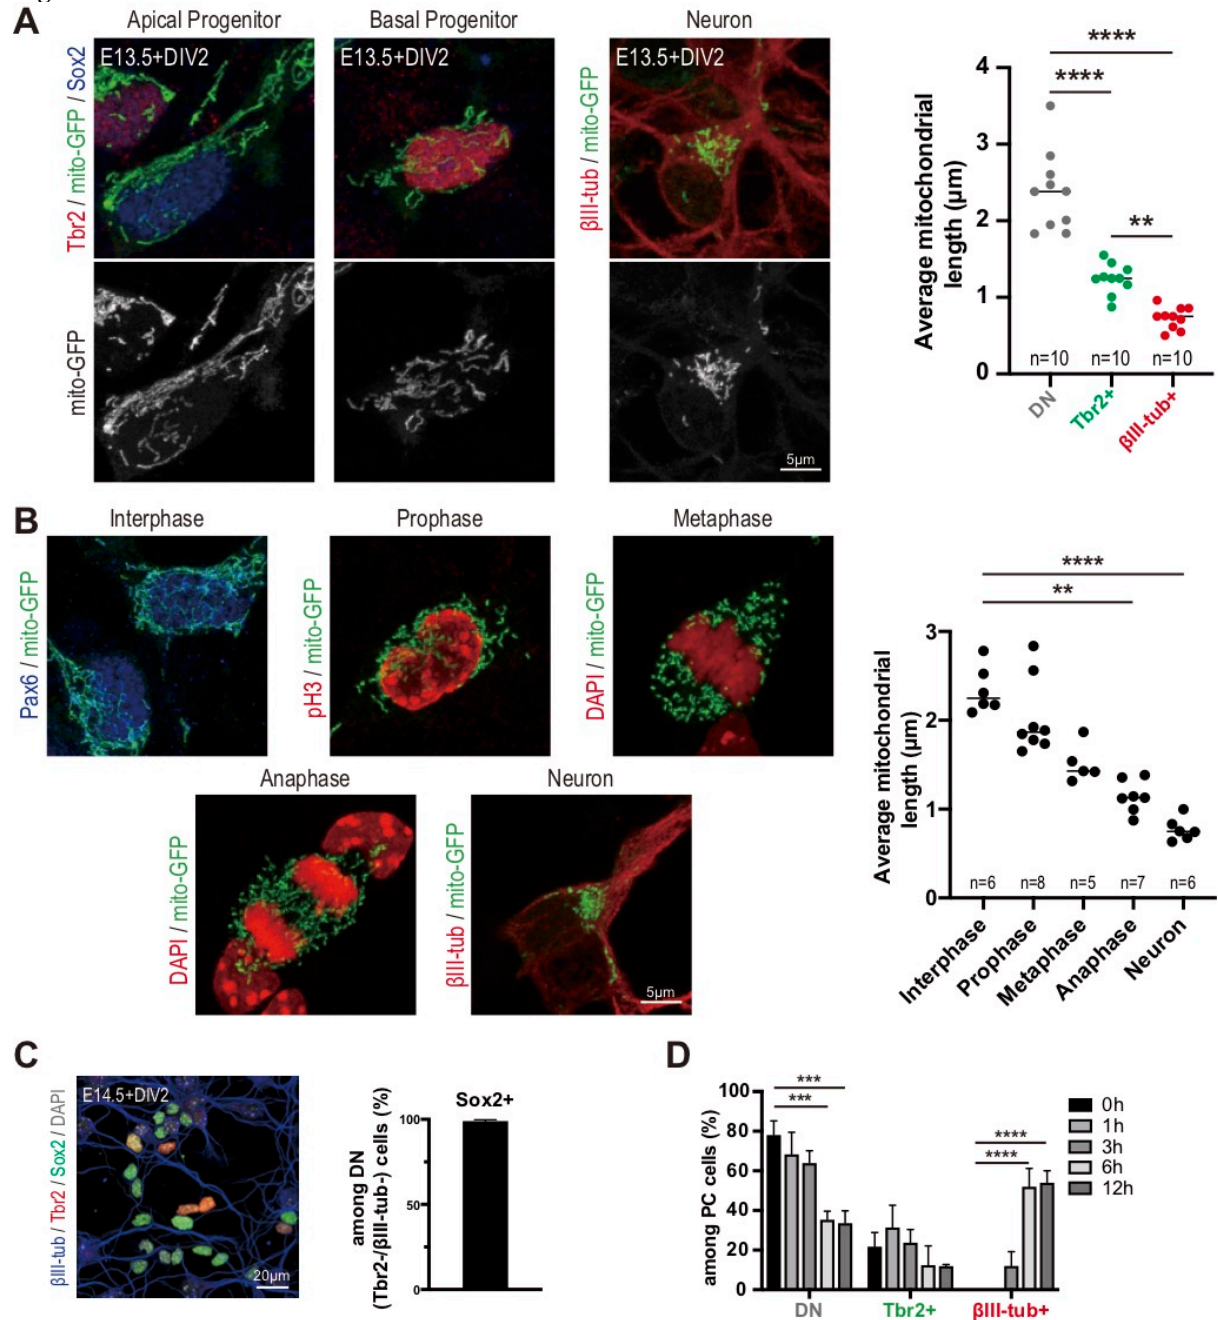 A
Apical Progenitor
Basal Progenitor
Neuron
Tbr2 / mito-GFP / Sox2
E13.5+DIV2
E13.5+DIV2
βIII-tub / mito-GFP
E13.5+DIV2
mito-GFP
5μm
Average mitochondrial
length (μm)
4
3
2
1
0
****
****
**
n=10
n=10
n=10
DN
Tbr2+
βIII-tub+
B
Interphase
Prophase
Metaphase
Pax6 / mito-GFP
pH3 / mito-GFP
DAPI / mito-GFP
Anaphase
Neuron
DAPI / mito-GFP
βIII-tub / mito-GFP
5μm
Average mitochondrial
length (μm)
3
2
1
0
****
**
n=6
n=8
n=5
n=7
n=6
Interphase
Prophase
Metaphase
Anaphase
Neuron
C
βIII-tub / Tbr2 / Sox2 / DAPI
E14.5+DIV2
20μm
among DN
(Tbr2-/βIII-tub-) cells (%)
100
50
0
Sox2+
D
among PC cells (%)
100
80
60
40
20
0
***
***
****
****
0h
1h
3h
6h
12h
DN
Tbr2+
βIII-tub+